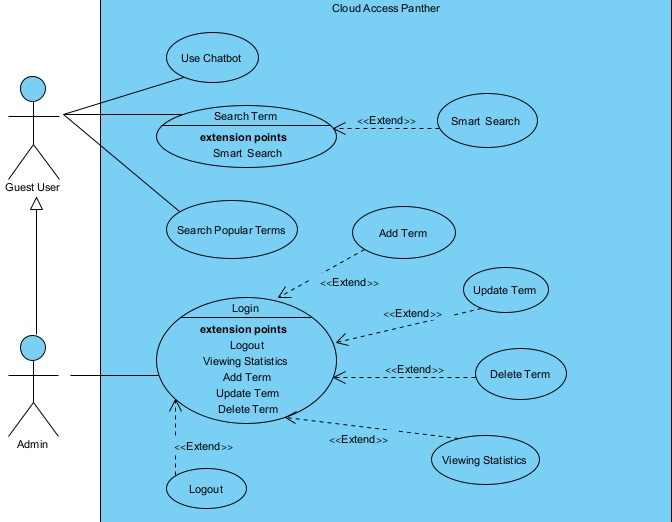 Cloud Access Panther
Use Chatbot
Search Term
extension points
Smart Search
<<Extend>>
Smart Search
Guest User
Search Popular Terms
Add Term
<<Extend>>
Update Term
Login
<<Extend>>
extension points
Logout
Viewing Statistics
Add Term
Update Term
Delete Term
<<Extend>>
Delete Term
Admin
<<Extend>>
<<Extend>>
Viewing Statistics
Logout